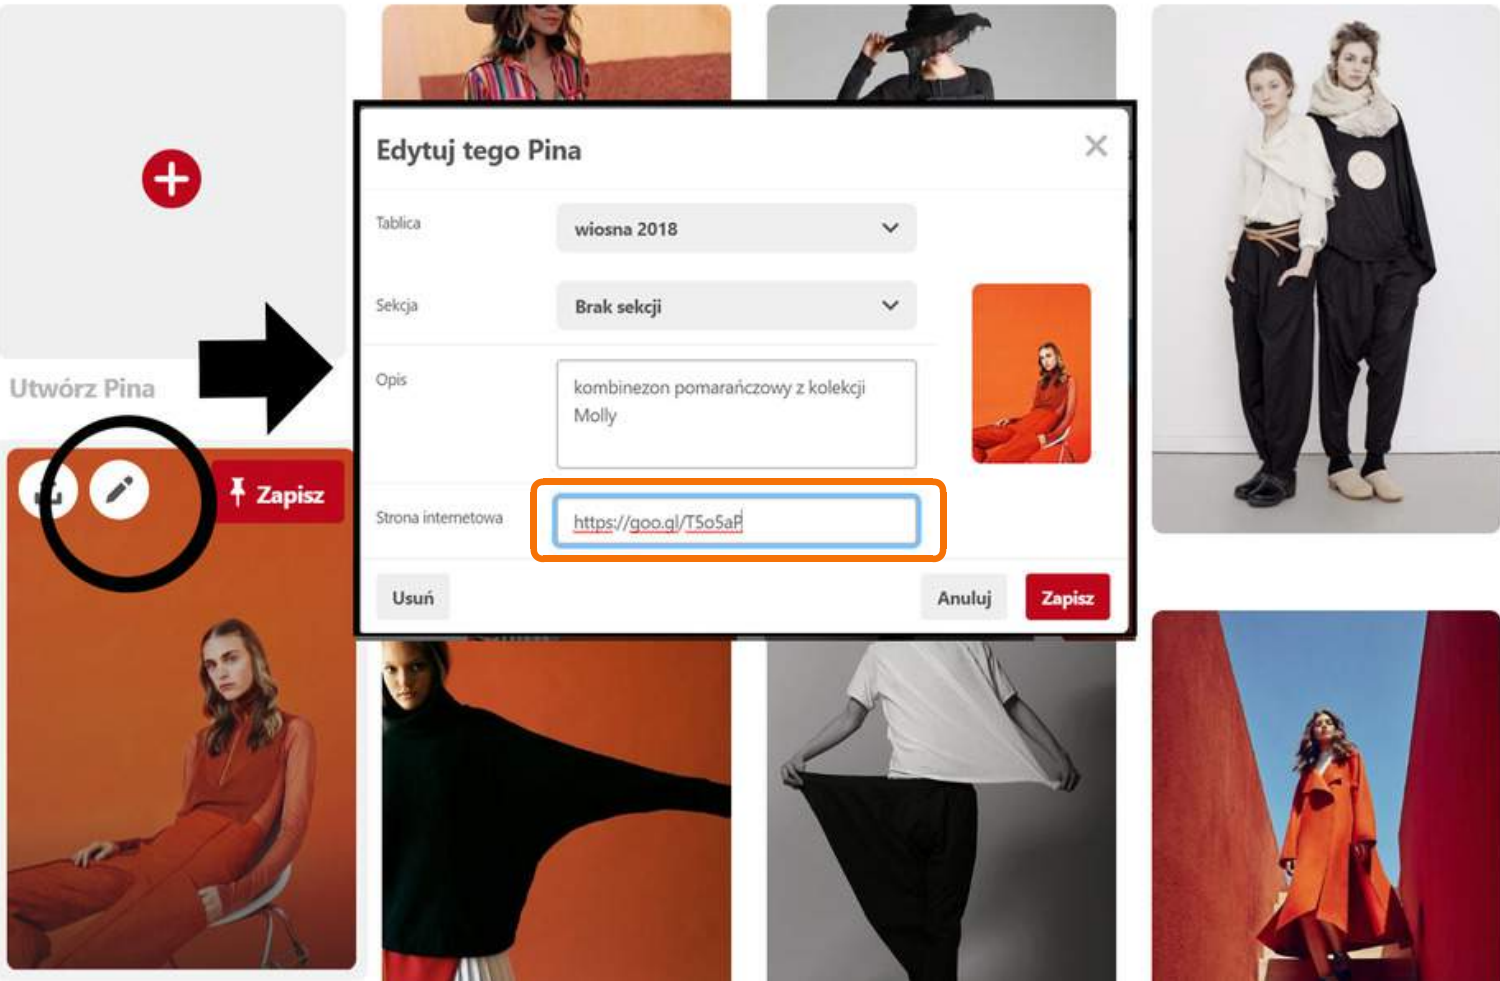 Edytuj tego Pina
Tablica
wiosna 2018
Sekcja
Brak sekcji
Opis
kombinezon pomarańczowy z kolekcji
Molly
Strona internetowa
https://goo.gl/T5o5aP
Usuń
Anuluj
Zapisz
Utwórz Pina
Zapisz